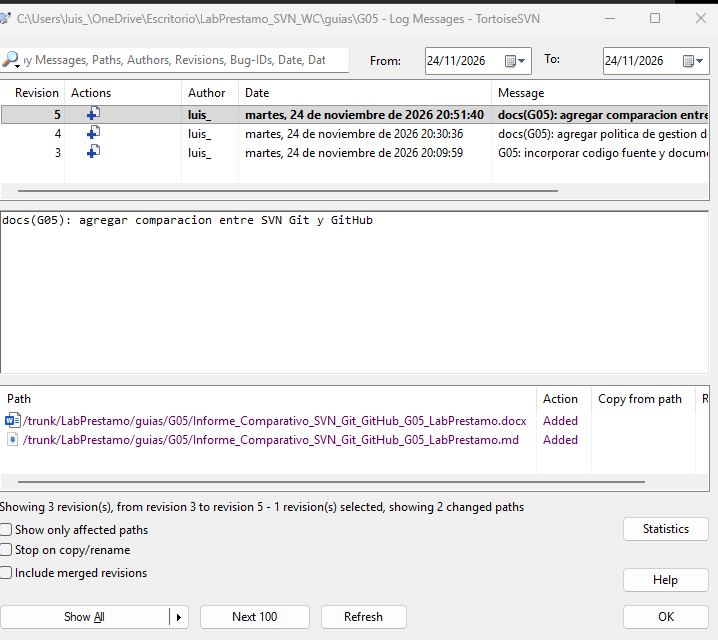 C:\Users\luis_\OneDrive\Escritorio\LabPrestamo_SVN_WC\guias\G05 - Log Messages - TortoiseSVN
y Messages, Paths, Authors, Revisions, Bug-IDs, Date, Dat
From: 24/11/2026 To: 24/11/2026
Revision Actions Author Date Message
5 luis_ martes, 24 de noviembre de 2026 20:51:40 docs(G05): agregar comparacion entre
4 luis_ martes, 24 de noviembre de 2026 20:30:36 docs(G05): agregar politica de gestion d
3 luis_ martes, 24 de noviembre de 2026 20:09:59 G05: incorporar codigo fuente y docume
docs(G05): agregar comparacion entre SVN Git y GitHub
Path Action Copy from path R
/trunk/LabPrestamo/guias/G05/Informe_Comparativo_SVN_Git_GitHub_G05_LabPrestamo.docx Added
/trunk/LabPrestamo/guias/G05/Informe_Comparativo_SVN_Git_GitHub_G05_LabPrestamo.md Added
Showing 3 revision(s), from revision 3 to revision 5 - 1 revision(s) selected, showing 2 changed paths
Show only affected paths
Statistics
Stop on copy/rename
Include merged revisions
Help
Show All Next 100 Refresh OK